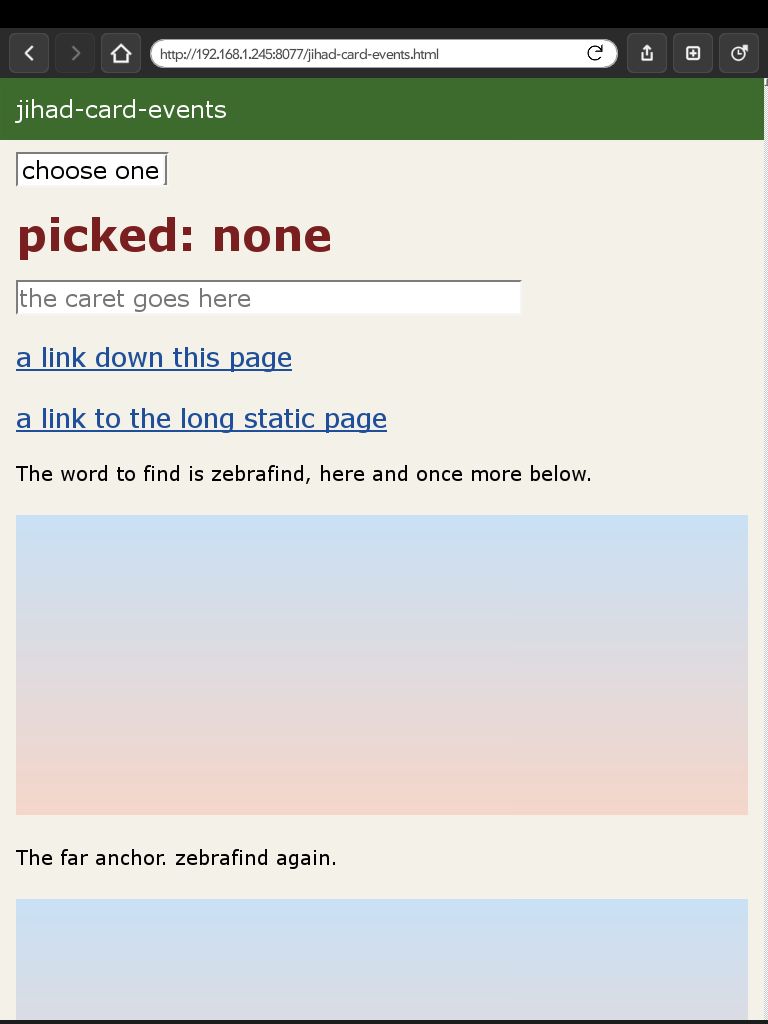 http://192.168.1.245:8077/jihad-card-events.html
jihad-card-events
choose one
picked: none
the caret goes here
a link down this page
a link to the long static page
The word to find is zebrafind, here and once more below.
The far anchor. zebrafind again.